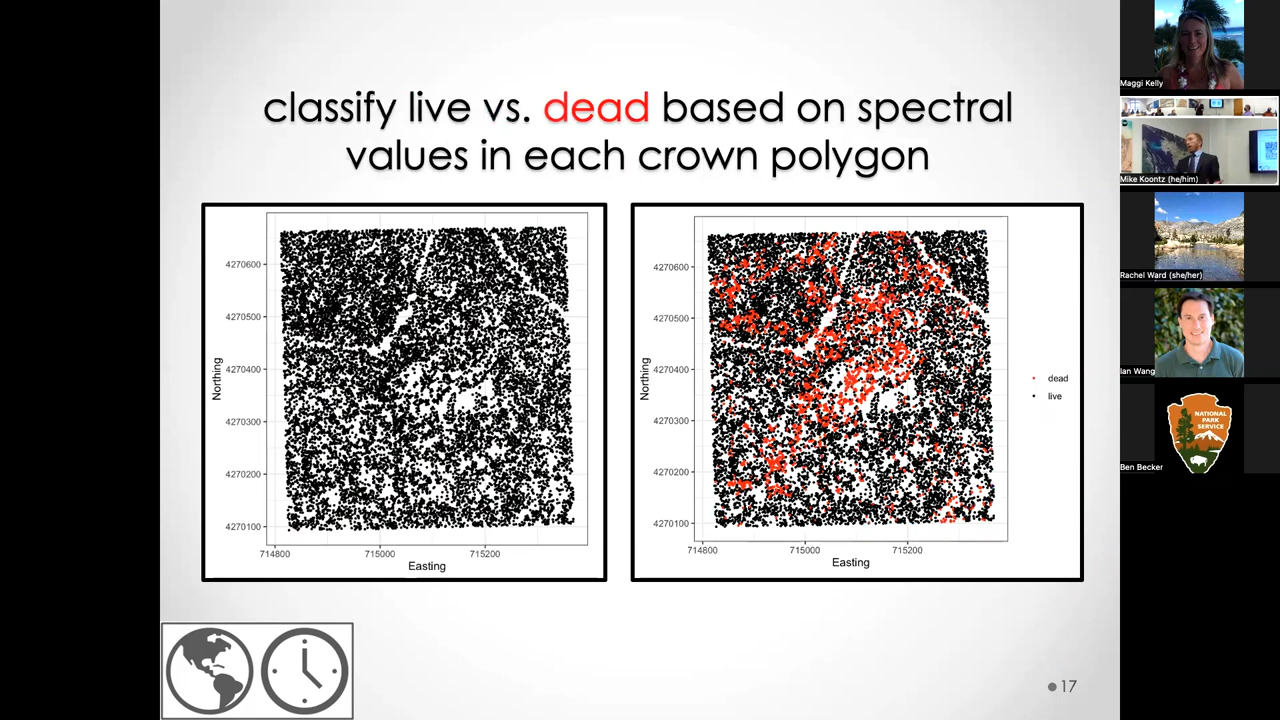 classify live vs. dead based on spectral
values in each crown polygon
4270600
4270500
4270400
4270300
4270200
4270100
Northing
714800
715000
715200
Easting
4270600
4270500
4270400
4270300
4270200
4270100
Northing
714800
715000
715200
Easting
dead
live
17
Maggi Kelly
Mike Koontz (he/him)
Rachel Ward (she/her)
Ian Wang
NATIONAL
PARK
SERVICE
Ben Becker